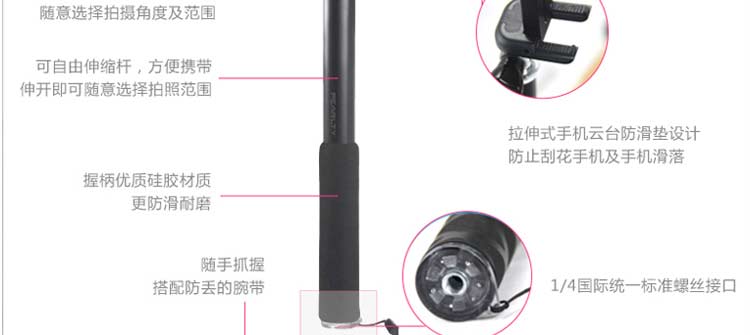 随意选择拍摄角度及范围
可自由伸缩杆，方便携带
伸开即可随意选择拍照范围
握柄优质硅胶材质
更防滑耐磨
随手抓握
搭配防丢的腕带
拉伸式手机云台防滑垫设计
防止刮花手机及手机滑落
1/4国际统一标准螺丝接口